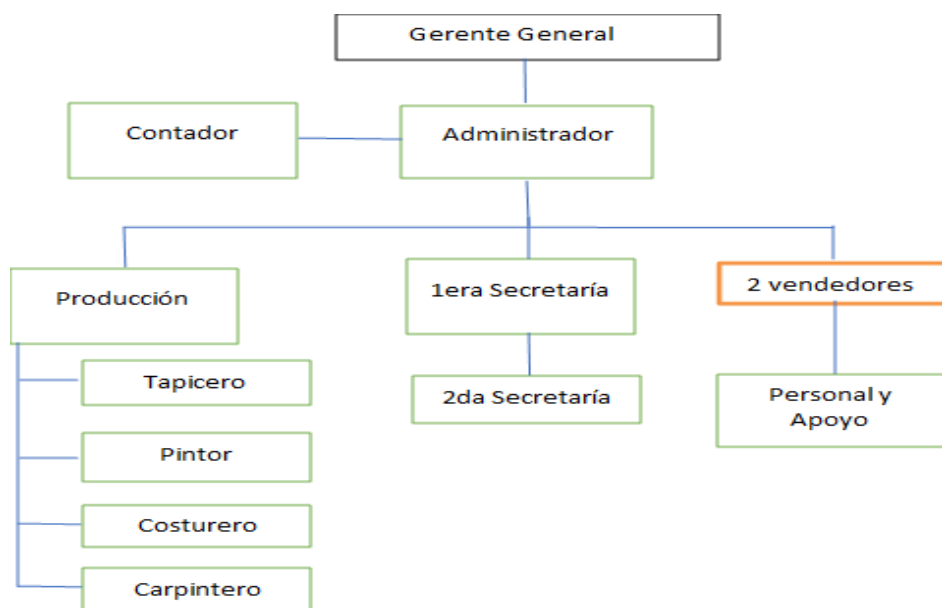 Gerente General
Contador
Administrador
Producción
1era Secretaría
2 vendedores
Tapicero
2da Secretaría
Personal y
Apoyo
Pintor
Costurero
Carpintero